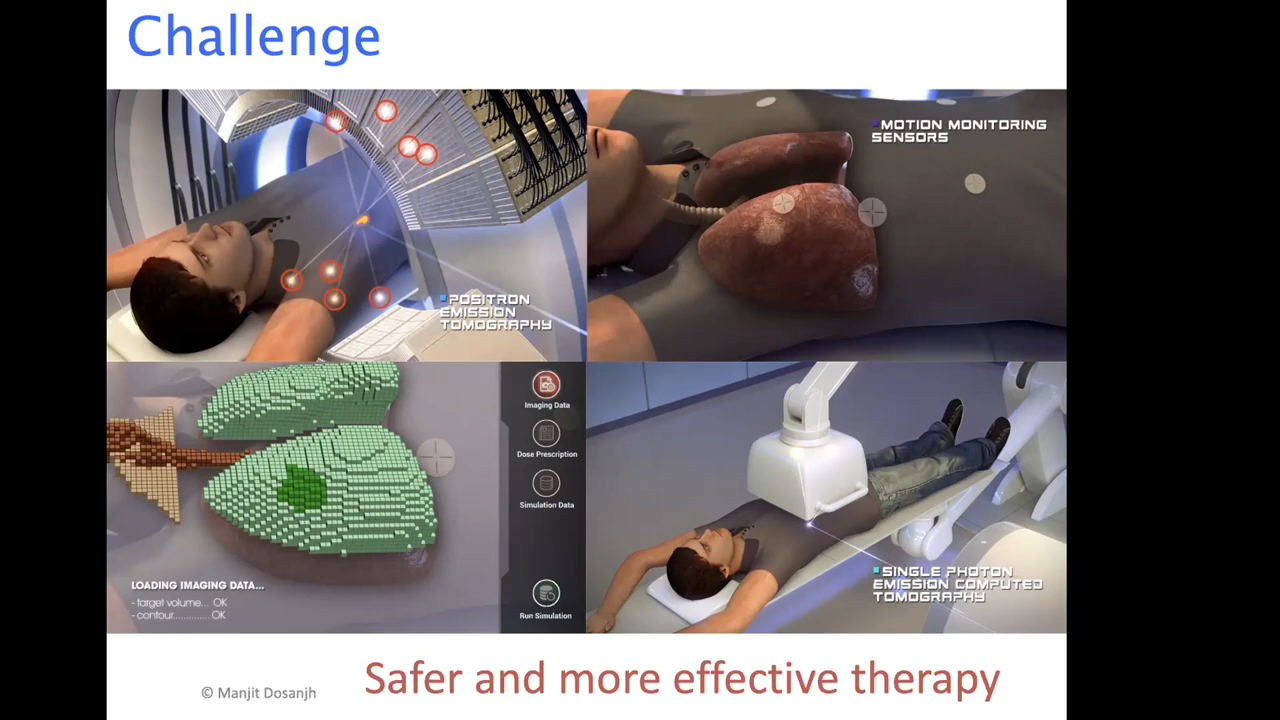 Challenge
POSITRON
EMISSION
TOMOGRAPHY
MOTION MONITORING
SENSORS
Imaging Data
Dose Prescription
Simulation Data
Run Simulation
LOADING IMAGING DATA...
- target volume... OK
- contour............. OK
SINGLE PHOTON
EMISSION COMPUTED
TOMOGRAPHY
© Manjit Dosanjh
Safer and more effective therapy